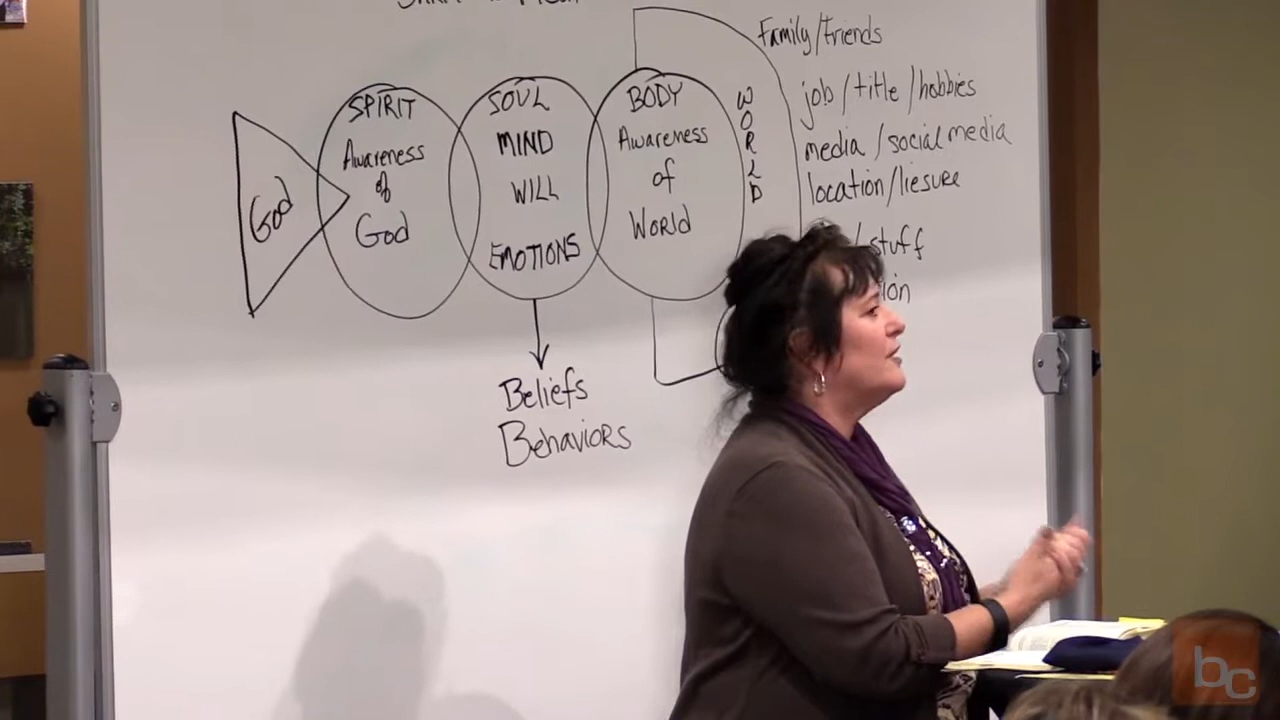 God
SPIRIT
Awareness
of
God
SOUL
MIND
WILL
EMOTIONS
Beliefs
Behaviors
BODY
Awareness
of
World
WORLD
Family/friends
job/title/hobbies
media/social media
location/liesure
/stuff
bc